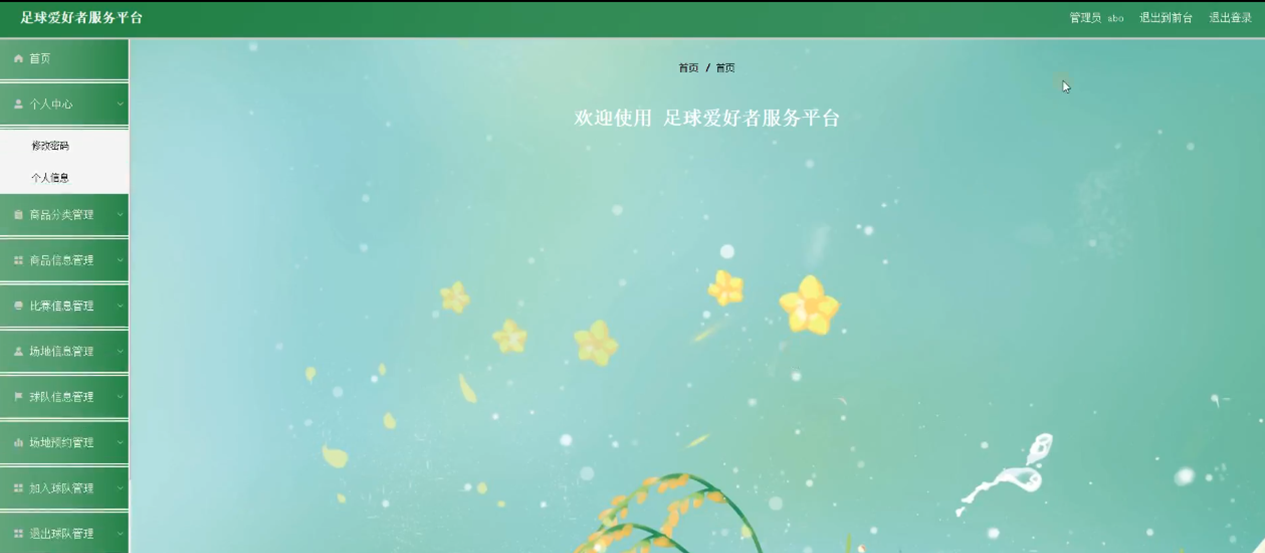 足球爱好者服务平台
管理员 abo 退出到前台 退出登录
首页
个人中心
修改密码
个人信息
商品分类管理
商品信息管理
比赛信息管理
场地信息管理
球队信息管理
场地预约管理
加入球队管理
退出球队管理
首页 / 首页
欢迎使用 足球爱好者服务平台